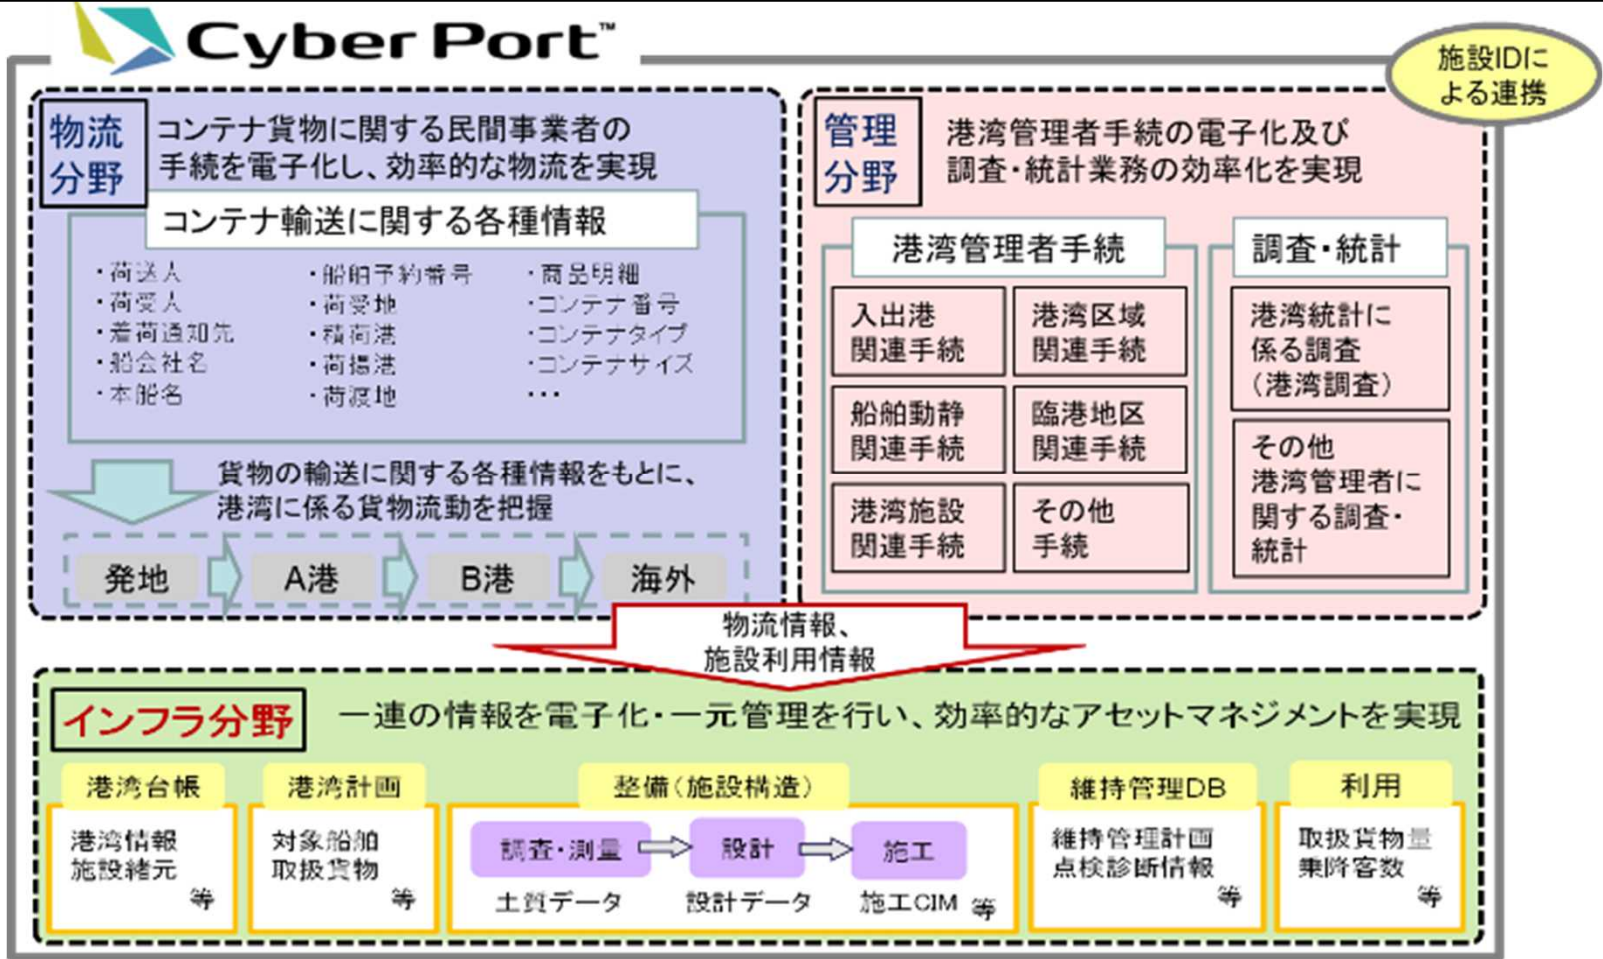 Cyber Port™
施設IDに
よる連携
物流
分野
コンテナ貨物に関する民間事業者の
手続を電子化し、効率的な物流を実現
コンテナ輸送に関する各種情報
・荷送人
・荷受人
・着荷通知先
・船会社名
・本船名
・船舶予約番号
・荷受地
・積荷港
・荷揚港
・荷渡地
・商品明細
・コンテナ番号
・コンテナタイプ
・コンテナサイズ
・・・
貨物の輸送に関する各種情報をもとに、
港湾に係る貨物流動を把握
発地
A港
B港
海外
管理
分野
港湾管理者手続の電子化及び
調査・統計業務の効率化を実現
港湾管理者手続
入出港
関連手続
港湾区域
関連手続
船舶動静
関連手続
臨港地区
関連手続
港湾施設
関連手続
その他
手続
調査・統計
港湾統計に
係る調査
(港湾調査)
その他
港湾管理者に
関する調査・
統計
物流情報、
施設利用情報
インフラ分野
一連の情報を電子化・一元管理を行い、効率的なアセットマネジメントを実現
港湾台帳
港湾情報
施設緒元
等
港湾計画
対象船舶
取扱貨物
等
整備(施設構造)
調査・測量
設計
施工
土質データ
設計データ
施工CIM
等
維持管理DB
維持管理計画
点検診断情報
等
利用
取扱貨物量
乗降客数
等